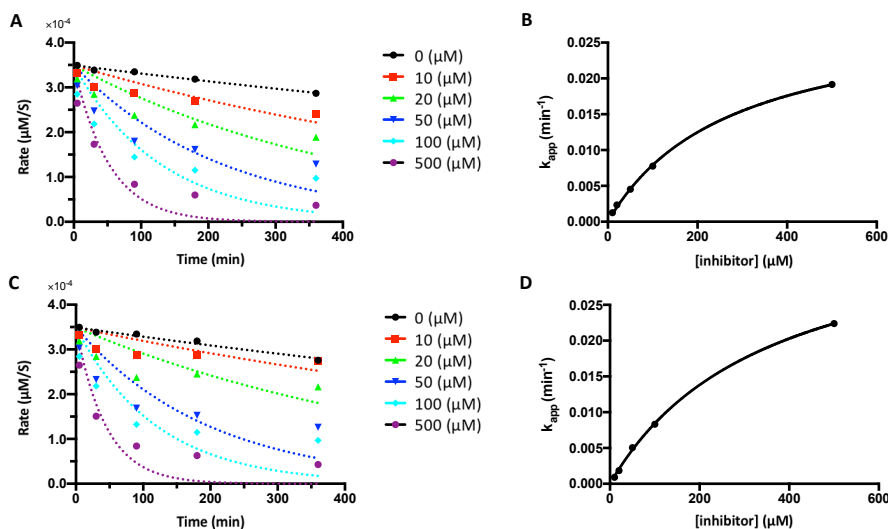 A
×10⁻⁴
Rate (µM/S)
4.0
3.0
2.0
1.0
0.0
0
100
200
300
400
Time (min)
0 (µM)
10 (µM)
20 (µM)
50 (µM)
100 (µM)
500 (µM)
B
kapp (min⁻¹)
0.025
0.020
0.015
0.010
0.005
0.000
0
200
400
600
[inhibitor] (µM)
C
×10⁻⁴
Rate (µM/S)
4.0
3.0
2.0
1.0
0.0
0
100
200
300
400
Time (min)
0 (µM)
10 (µM)
20 (µM)
50 (µM)
100 (µM)
500 (µM)
D
kapp (min⁻¹)
0.025
0.020
0.015
0.010
0.005
0.000
0
200
400
600
[inhibitor] (µM)